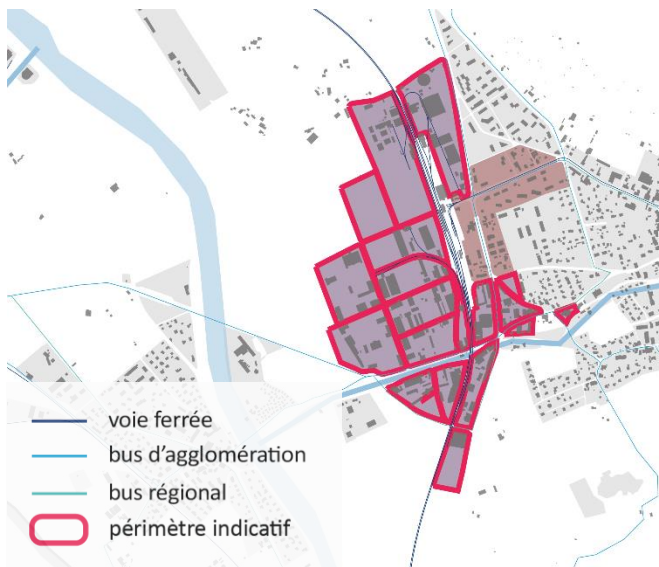 voie ferrée
bus d’agglomération
bus régional
périmètre indicatif